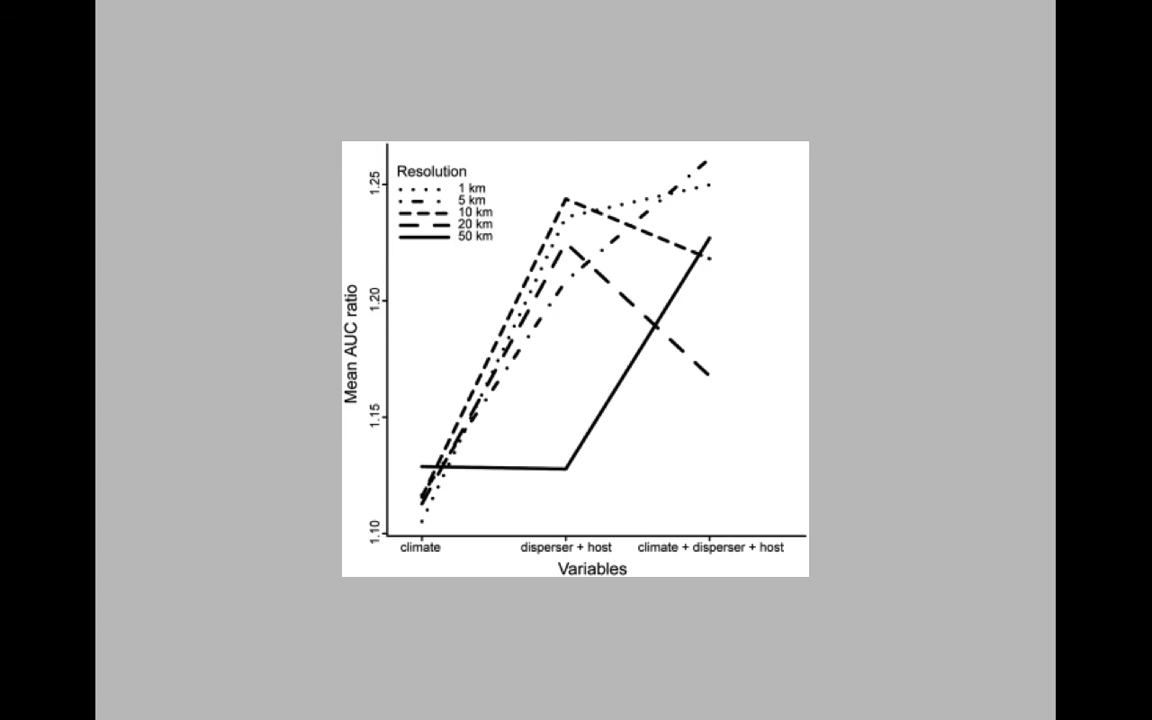 Resolution
1 km
5 km
10 km
20 km
50 km
Mean AUC ratio
1.25
1.20
1.15
1.10
climate
disperser + host
climate + disperser + host
Variables